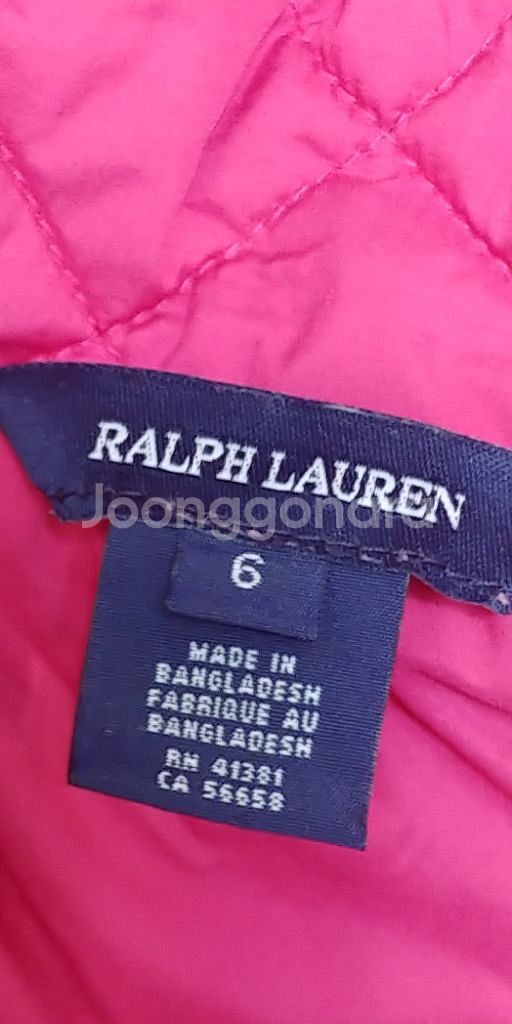 RALPH LAUREN
Joonggonara
6
MADE IN
BANGLADESH
FABRIQUE AU
BANGLADESH
RN 41381
CA 56658